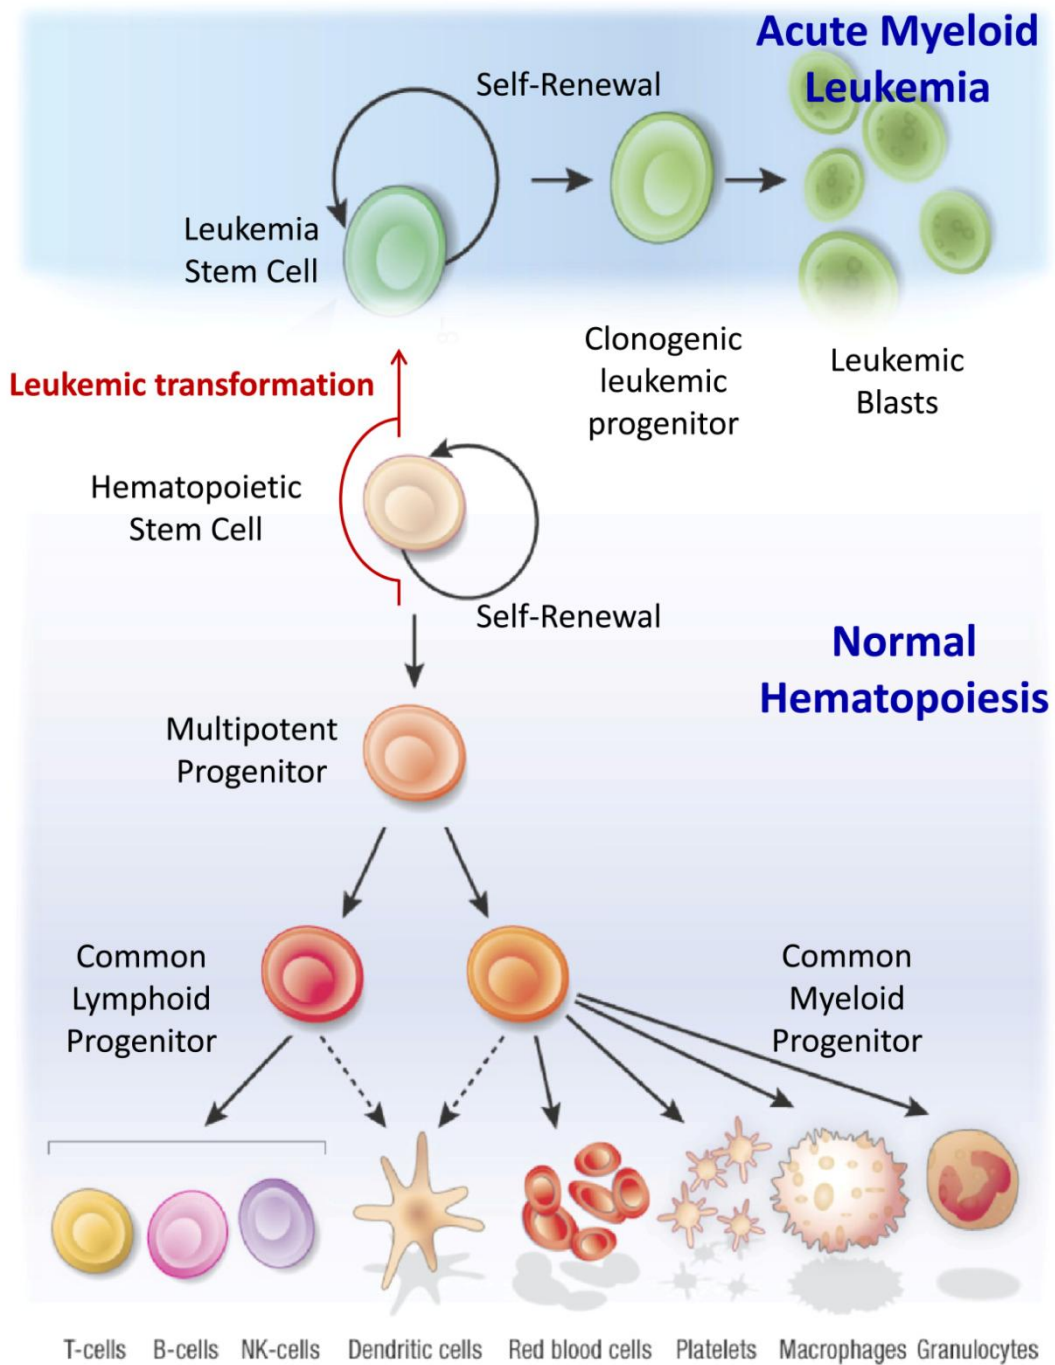 Acute Myeloid
Leukemia
Self-Renewal
Leukemia
Stem Cell
Clonogenic
leukemic
progenitor
Leukemic
Blasts
Leukemic transformation
Hematopoietic
Stem Cell
Self-Renewal
Normal
Hematopoiesis
Multipotent
Progenitor
Common
Lymphoid
Progenitor
Common
Myeloid
Progenitor
T-cells B-cells NK-cells Dendritic cells Red blood cells Platelets Macrophages Granulocytes